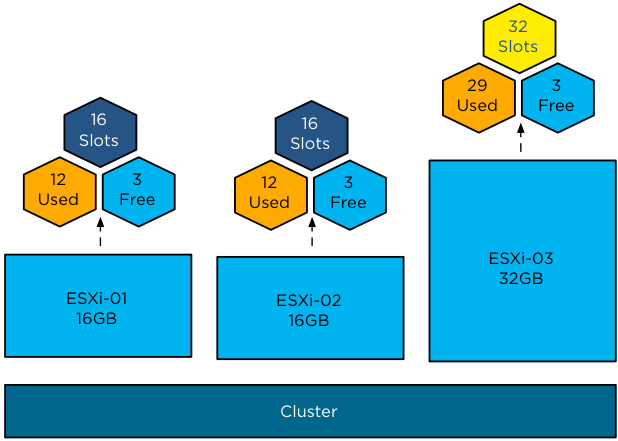 32
Slots
29
Used
3
Free
16
Slots
12
Used
3
Free
16
Slots
12
Used
3
Free
ESXi-01
16GB
ESXi-02
16GB
ESXi-03
32GB
Cluster